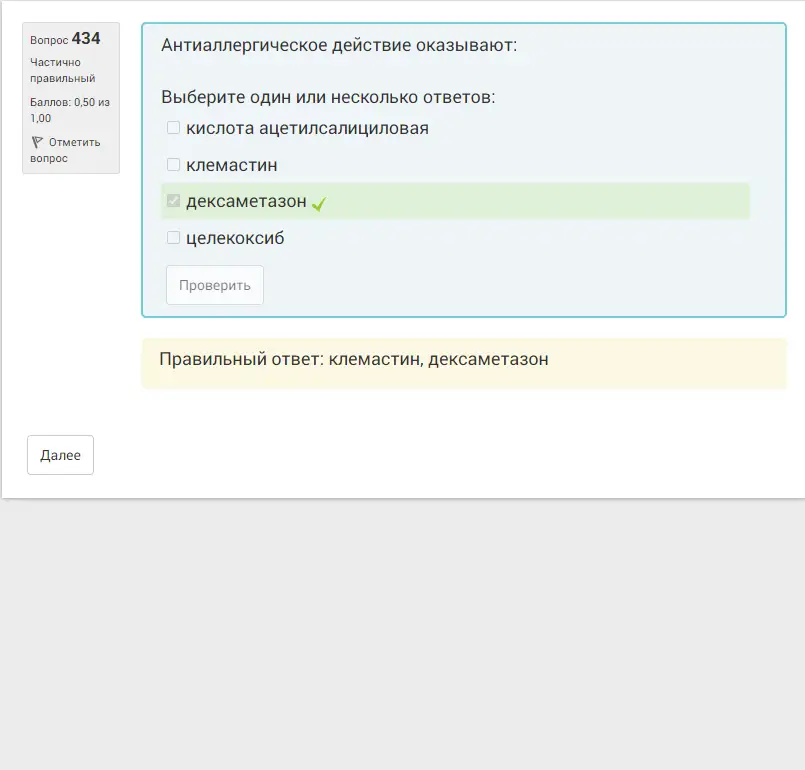 Вопрос 434
Частично
правильный
Баллов: 0,50 из
1,00
Отметить
вопрос
Антиаллергическое действие оказывают:
Выберите один или несколько ответов:
кислота ацетилсалициловая
клемастин
дексаметазон
целекоксиб
Проверить
Правильный ответ: клемастин, дексаметазон
Далее